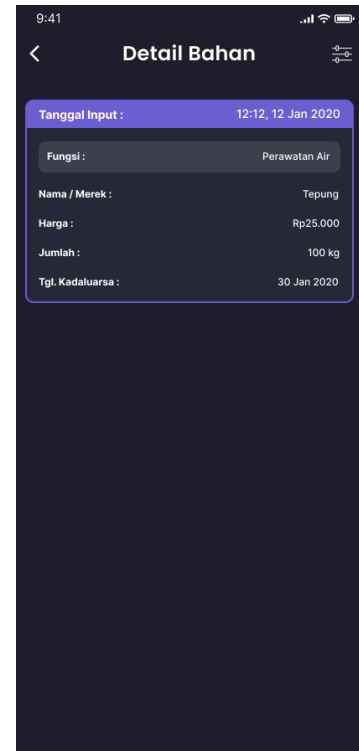 9:41
Detail Bahan
Tanggal Input : 12:12, 12 Jan 2020
Fungsi : Perawatan Air
Nama / Merek : Tepung
Harga : Rp25.000
Jumlah : 100 kg
Tgl. Kadaluarsa : 30 Jan 2020